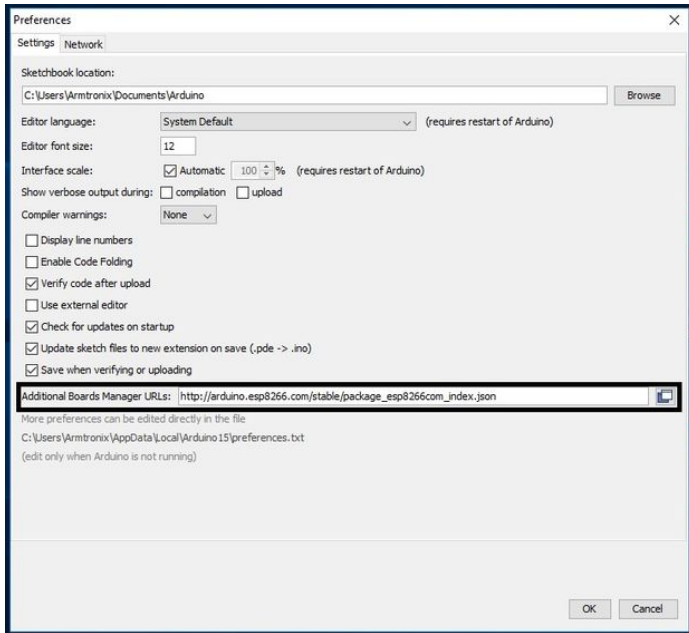 Preferences
Settings Network
Sketchbook location:
C:\Users\Armtronix\Documents\Arduino Browse
Editor language: System Default (requires restart of Arduino)
Editor font size: 12
Interface scale: Automatic 100 % (requires restart of Arduino)
Show verbose output during: compilation upload
Compiler warnings: None
Display line numbers
Enable Code Folding
Verify code after upload
Use external editor
Check for updates on startup
Update sketch files to new extension on save (.pde -> .ino)
Save when verifying or uploading
Additional Boards Manager URLs: http://arduino.esp8266.com/stable/package_esp8266com_index.json
More preferences can be edited directly in the file
C:\Users\Armtronix\AppData\Local\Arduino15\preferences.txt
(edit only when Arduino is not running)
OK Cancel